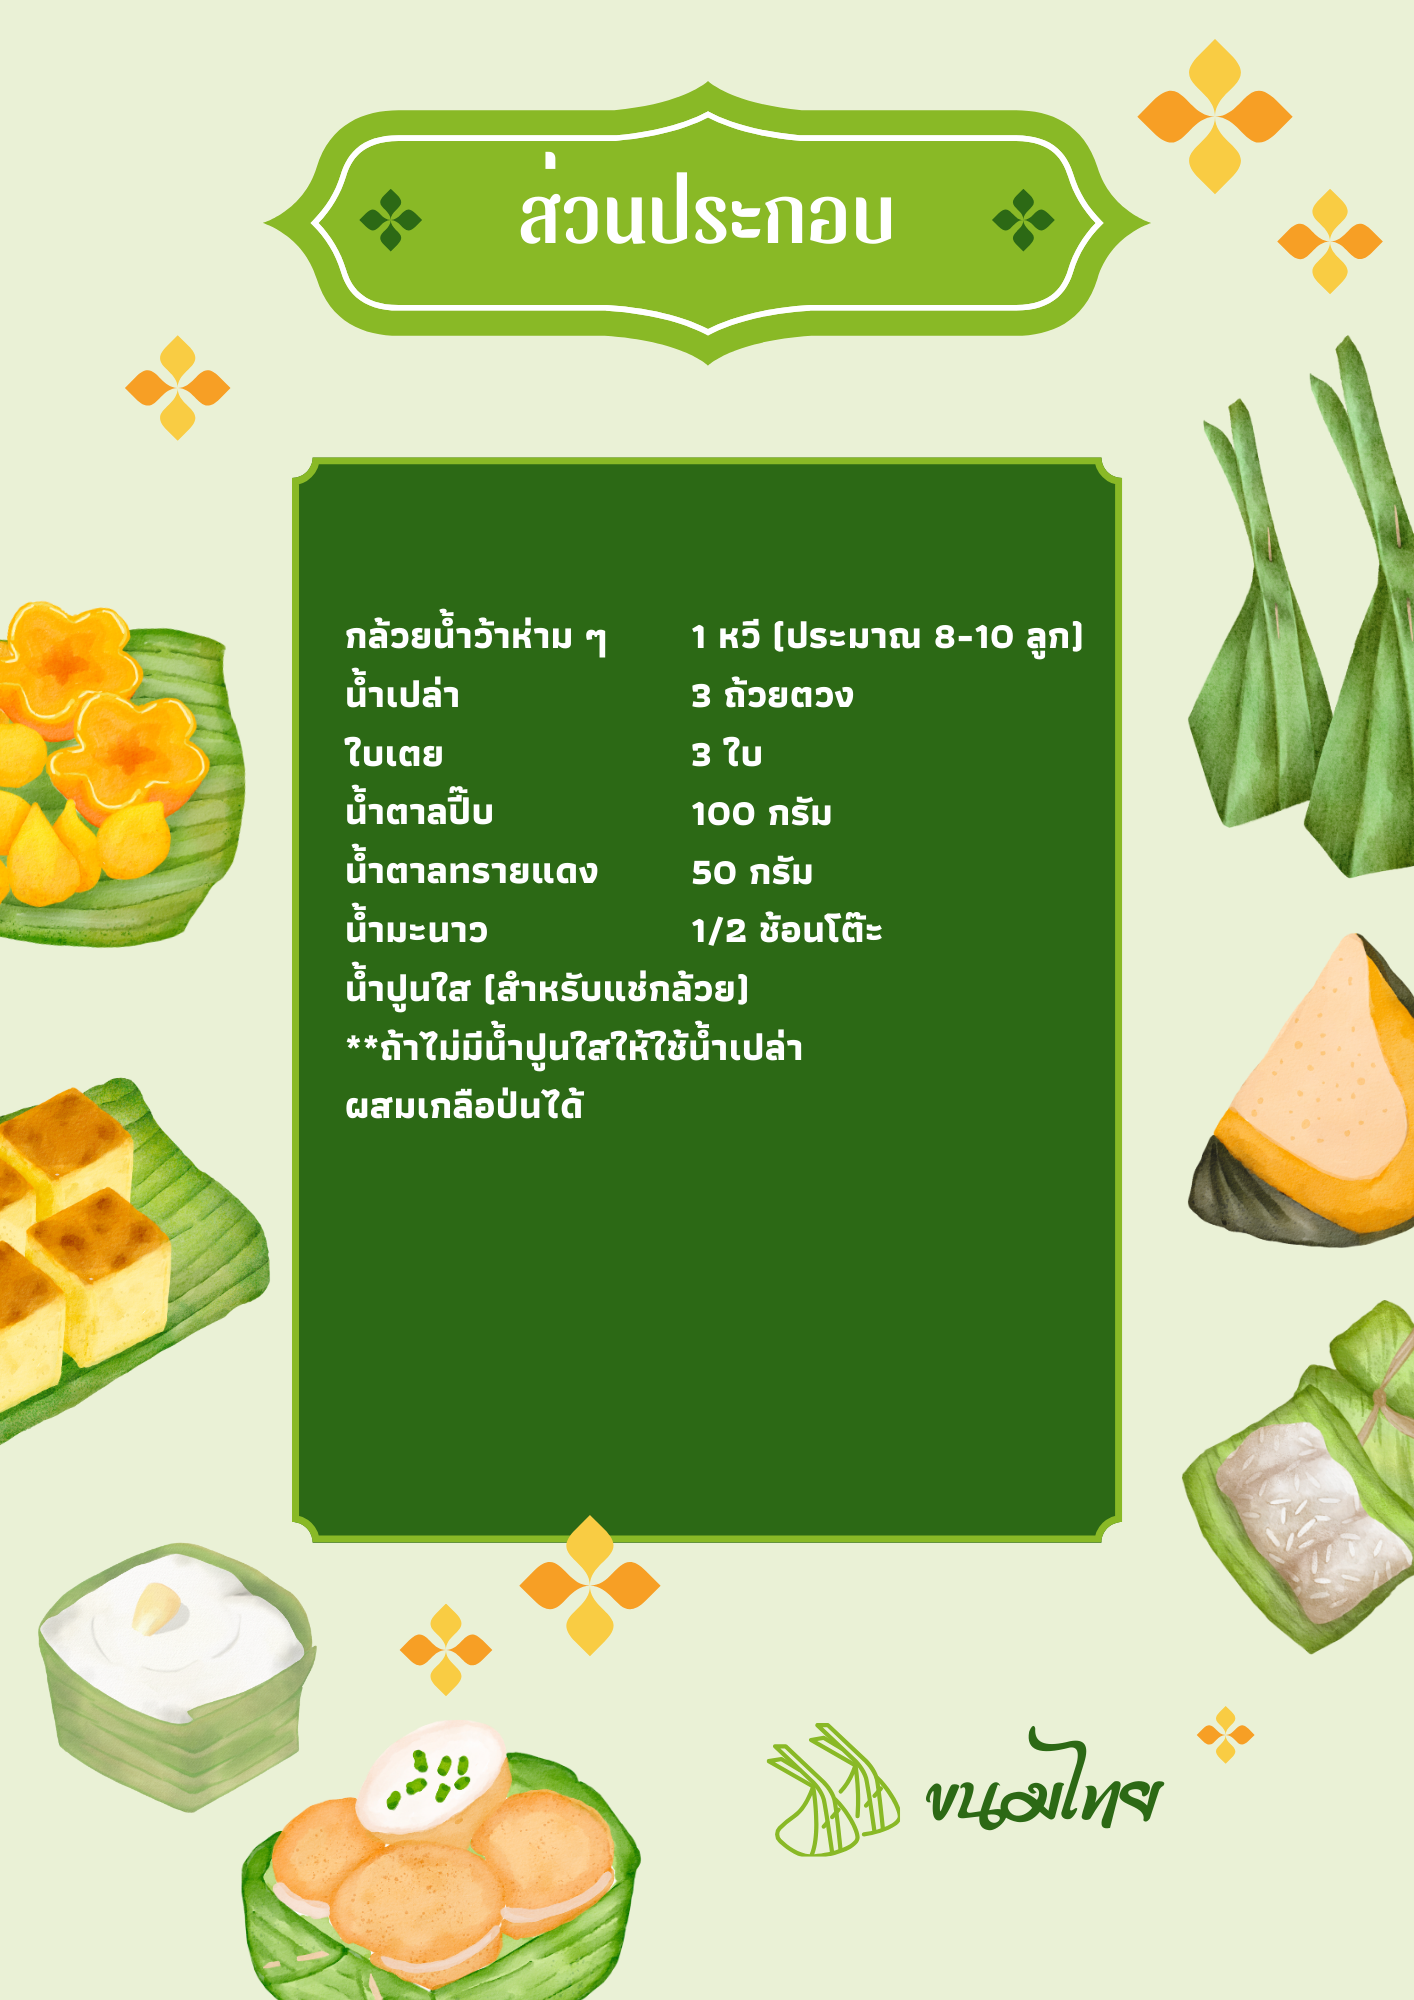 ส่วนประกอบ
กล้วยน้ำว้าห่าม ๆ 1 หวี (ประมาณ 8-10 ลูก)
น้ำเปล่า 3 ถ้วยตวง
ใบเตย 3 ใบ
น้ำตาลปี๊บ 100 กรัม
น้ำตาลทรายแดง 50 กรัม
น้ำมะนาว 1/2 ช้อนโต๊ะ
น้ำปูนใส (สำหรับแช่กล้วย)
**ถ้าไม่มีน้ำปูนใสให้ใช้น้ำเปล่า
ผสมเกลือป่นได้
ขนมไทย